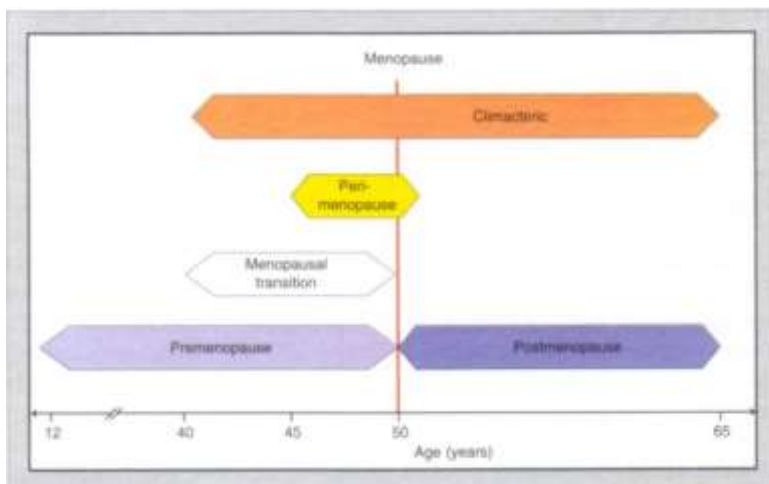 Menopause
Climacteric
Peri-
menopause
Menopausal
transition
Premenopause
Postmenopause
12
40
45
50
65
Age (years)